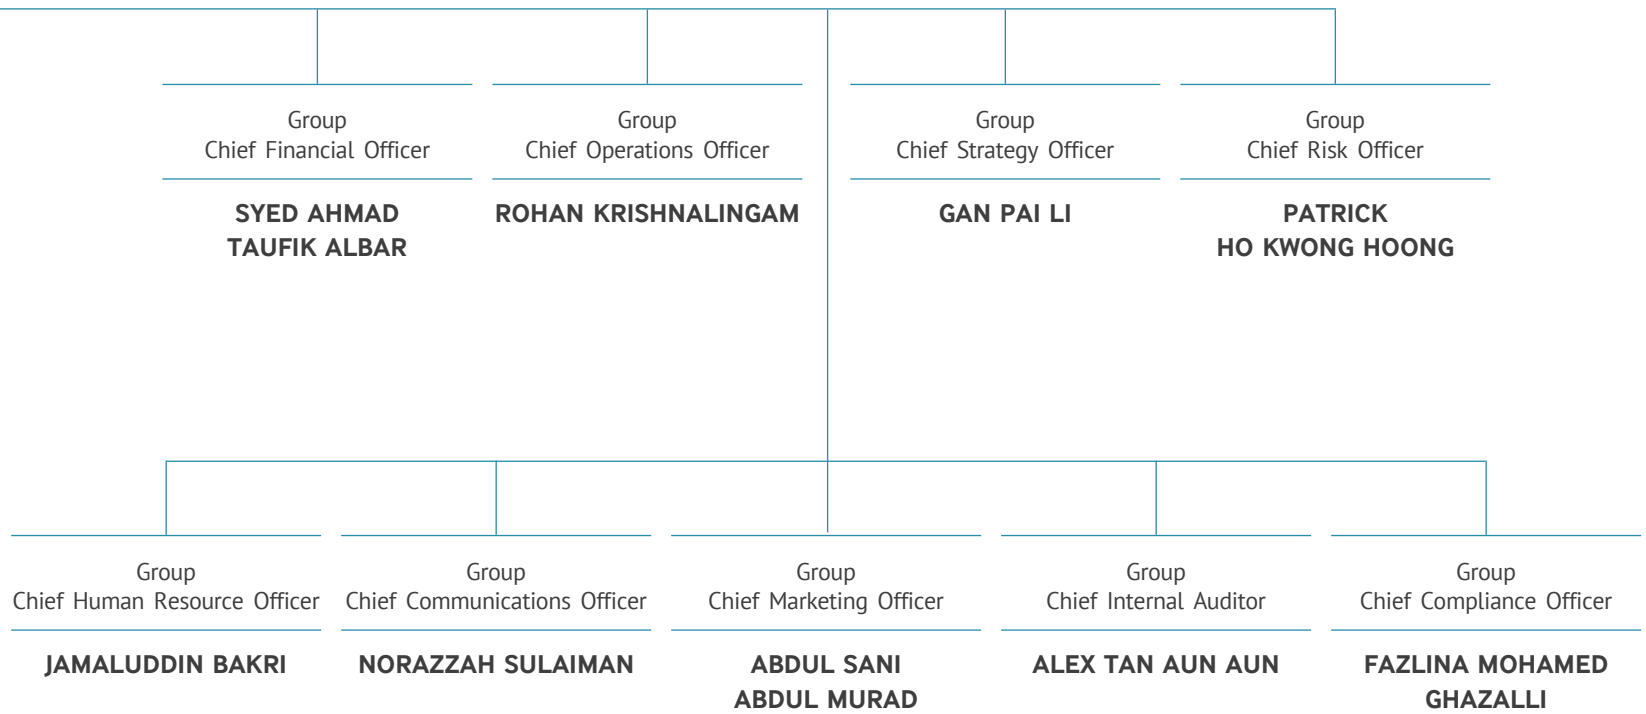 Group
Chief Financial Officer
SYED AHMAD
TAUFIK ALBAR
Group
Chief Operations Officer
ROHAN KRISHNALINGAM
Group
Chief Strategy Officer
GAN PAI LI
Group
Chief Risk Officer
PATRICK
HO KWONG HOONG
Group
Chief Human Resource Officer
JAMALUDDIN BAKRI
Group
Chief Communications Officer
NORAZZAH SULAIMAN
Group
Chief Marketing Officer
ABDUL SANI
ABDUL MURAD
Group
Chief Internal Auditor
ALEX TAN AUN AUN
Group
Chief Compliance Officer
FAZLINA MOHAMED
GHAZALLI